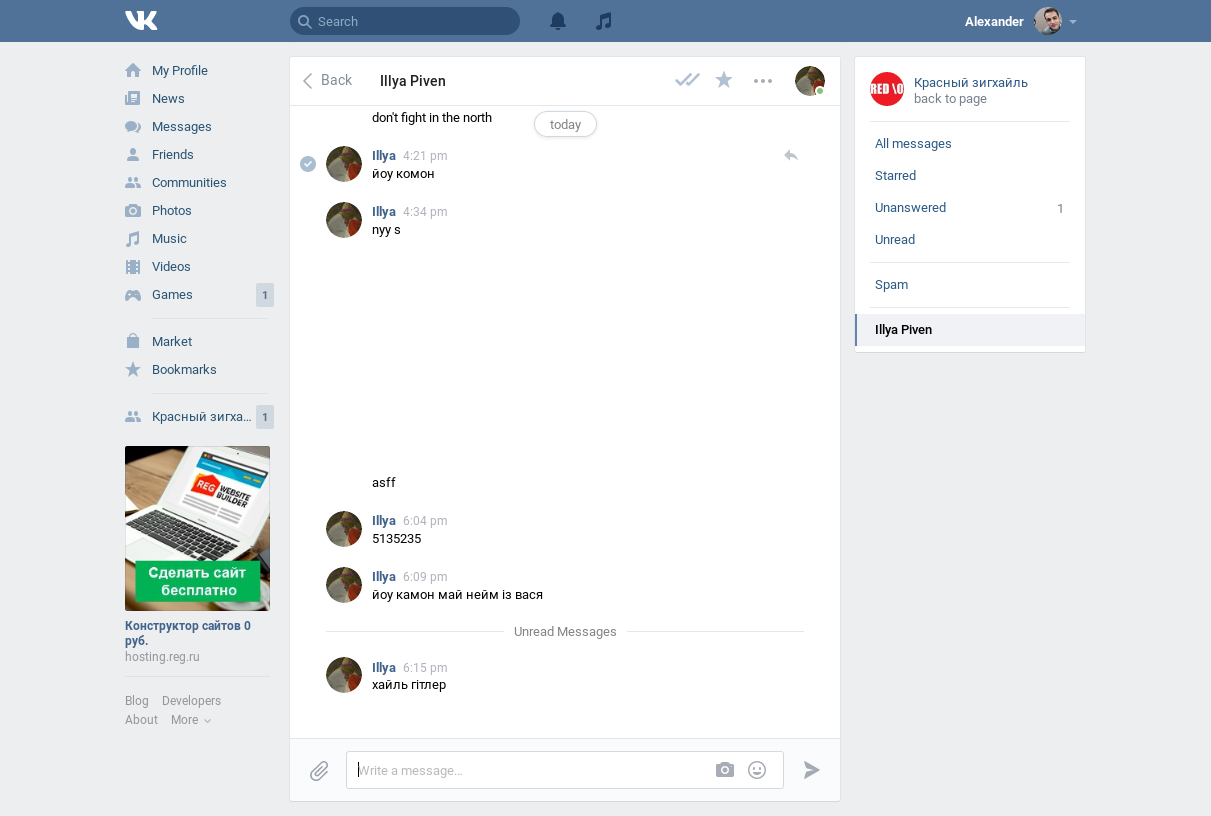 Search
Alexander
My Profile
News
Messages
Friends
Communities
Photos
Music
Videos
Games 1
Market
Bookmarks
Красный зигха... 1
REG
WEBSITE
BUILDER
Сделать сайт
бесплатно
Конструктор сайтов 0
руб.
hosting.reg.ru
Blog Developers
About More
Back
Illya Piven
don't fight in the north
today
Illya 4:21 pm
йоу комон
Illya 4:34 pm
nyy s
asff
Illya 6:04 pm
5135235
Illya 6:09 pm
йоу камон май нейм із вася
Unread Messages
Illya 6:15 pm
хайль гітлер
Write a message...
RED \O
Красный зигхайль
back to page
All messages
Starred
Unanswered 1
Unread
Spam
Illya Piven